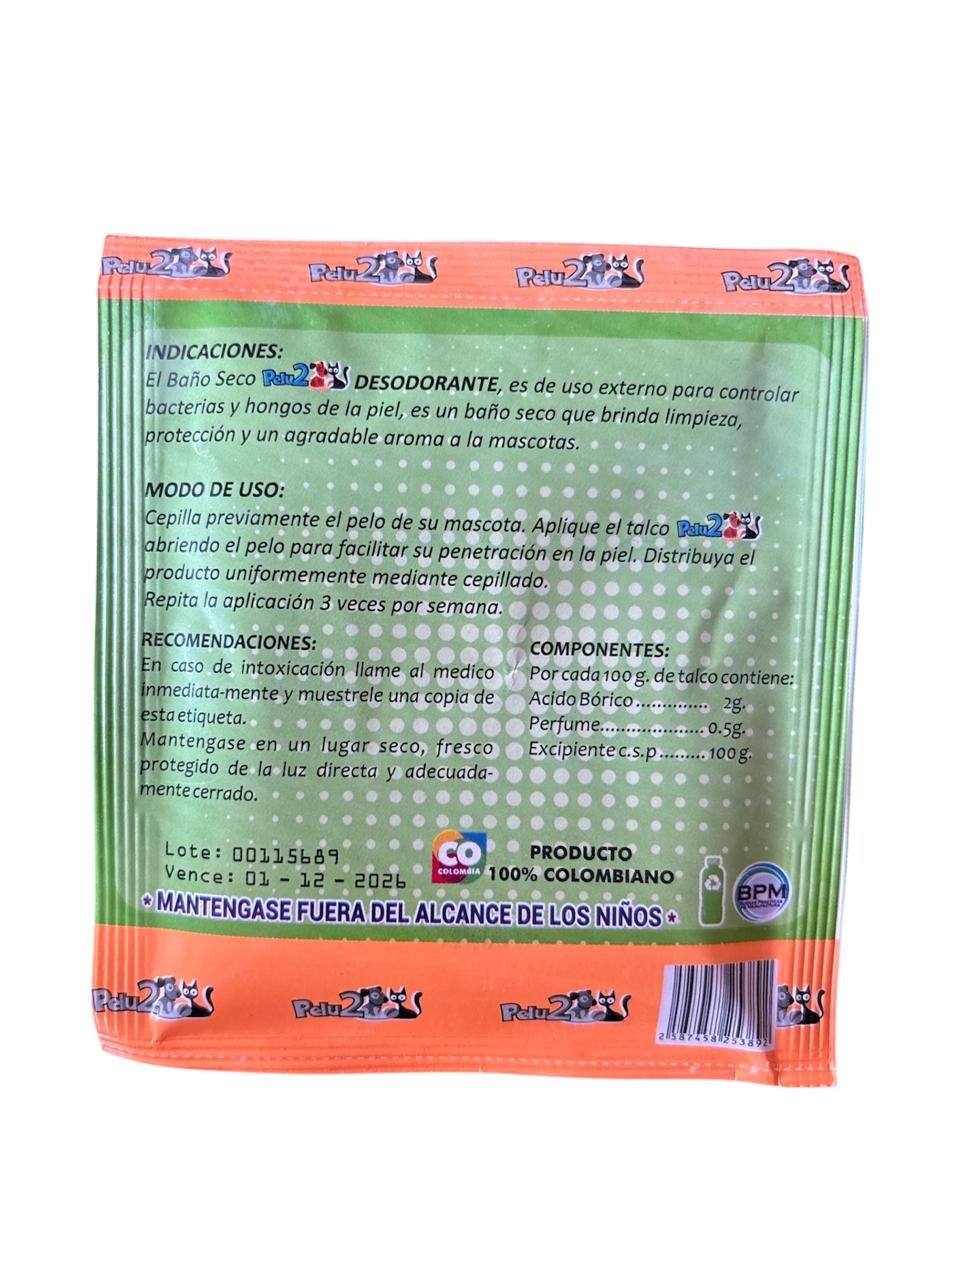 Pelu2 Pelu2 Pelu2 Pelu2
INDICACIONES:
El Baño Seco Pelu2 DESODORANTE, es de uso externo para controlar
bacterias y hongos de la piel, es un baño seco que brinda limpieza,
protección y un agradable aroma a la mascotas.
MODO DE USO:
Cepilla previamente el pelo de su mascota. Aplique el talco Pelu2
abriendo el pelo para facilitar su penetración en la piel. Distribuya el
producto uniformemente mediante cepillado.
Repita la aplicación 3 veces por semana.
RECOMENDACIONES:
En caso de intoxicación llame al medico
inmediata-mente y muestrele una copia de
esta etiqueta.
Mantengase en un lugar seco, fresco
protegido de la luz directa y adecuada-
mente cerrado.
COMPONENTES:
Por cada 100 g. de talco contiene:
Acido Bórico.............. 2g.
Perfume.................... 0.5g.
Excipiente c.s.p......... 100 g.
Lote: 00115689
Vence: 01 - 12 - 2026
CO
COLOMBIA
PRODUCTO
100% COLOMBIANO
BPM
* MANTENGASE FUERA DEL ALCANCE DE LOS NIÑOS *
Pelu2 Pelu2 Pelu2
2 587458 253892